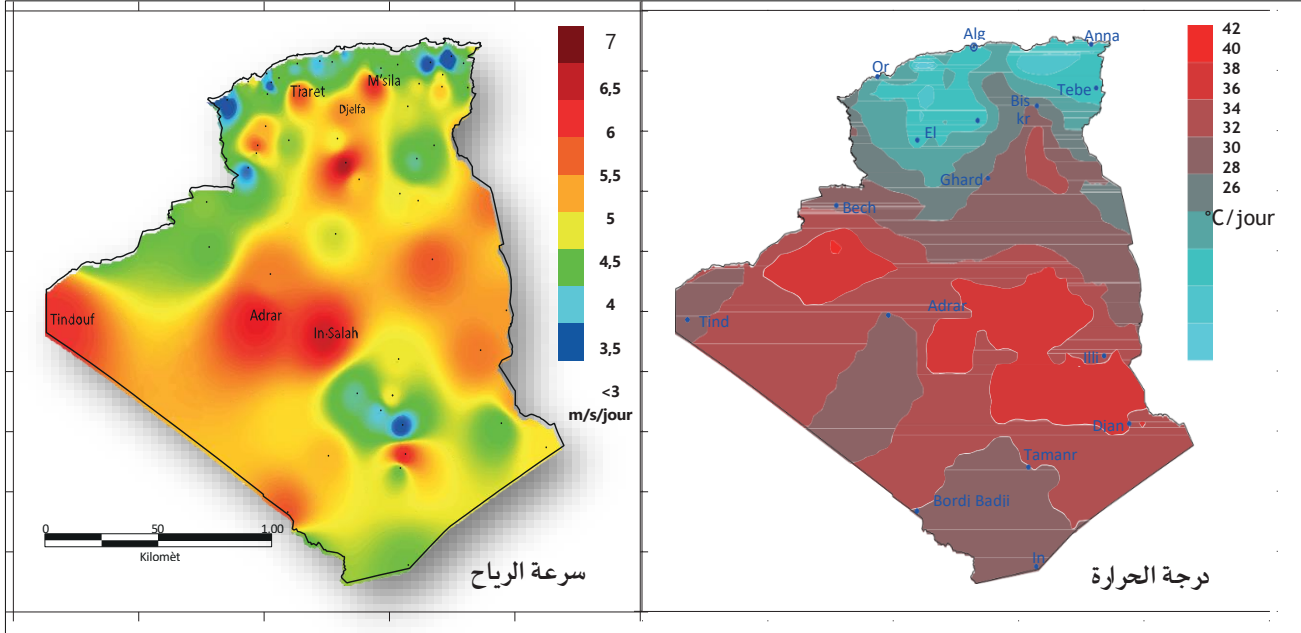 7
6,5
6
5,5
5
4,5
4
3,5
<3
m/s/jour
M'sila
Tiaret
Djelfa
Tindouf
Adrar
In-Salah
0 50 1.00
Kilomèt
سرعة الرياح
42
40
38
36
34
32
30
28
26
°C/jour
Alg
Anna
Or
Tebe
Bis
kr
El
Ghard
Bech
Adrar
Tind
Illi
Dian
Tamanr
Bordj Badji
In
درجة الحرارة